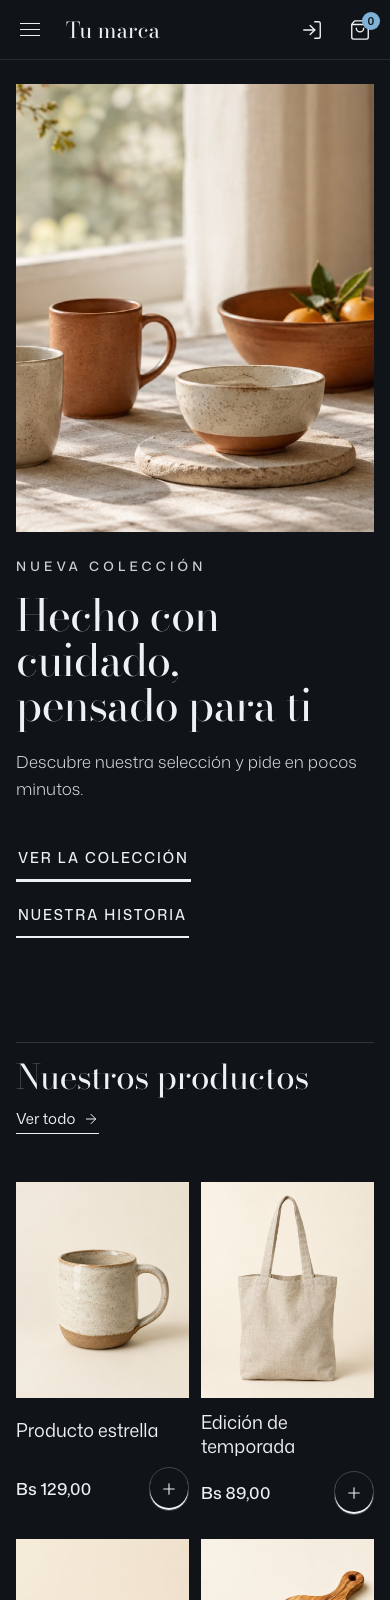 Tu marca
0
NUEVA COLECCIÓN
Hecho con
cuidado,
pensado para ti
Descubre nuestra selección y pide en pocos
minutos.
VER LA COLECCIÓN
NUESTRA HISTORIA
Nuestros productos
Ver todo →
Producto estrella
Bs 129,00
+
Edición de
temporada
Bs 89,00
+